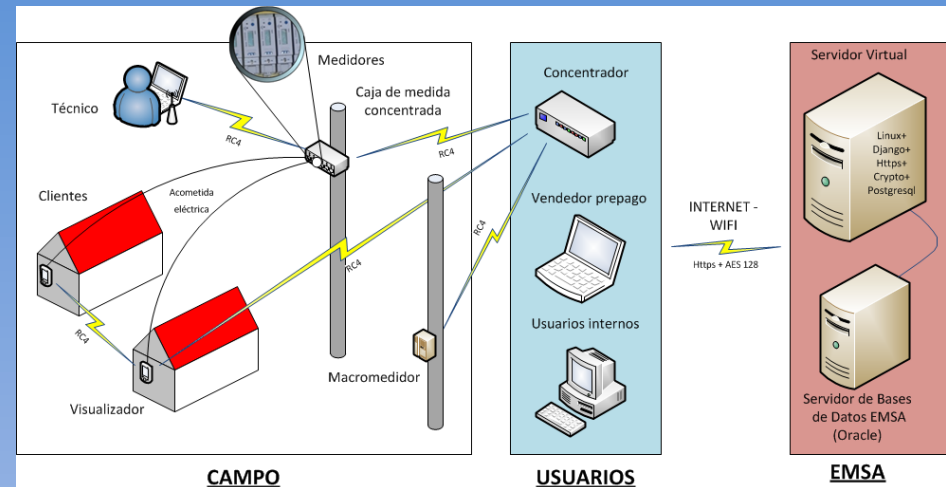 Medidores
Técnico
Caja de medida
concentrada
RC4
RC4
Clientes
Acometida
eléctrica
RC4
RC4
RC4
Visualizador
Macromedidor
CAMPO
Concentrador
Vendedor prepago
Usuarios internos
USUARIOS
INTERNET -
WIFI
Https + AES 128
Servidor Virtual
Linux+
Django+
Https+
Crypto+
Postgresql
Servidor de Bases
de Datos EMSA
(Oracle)
EMSA